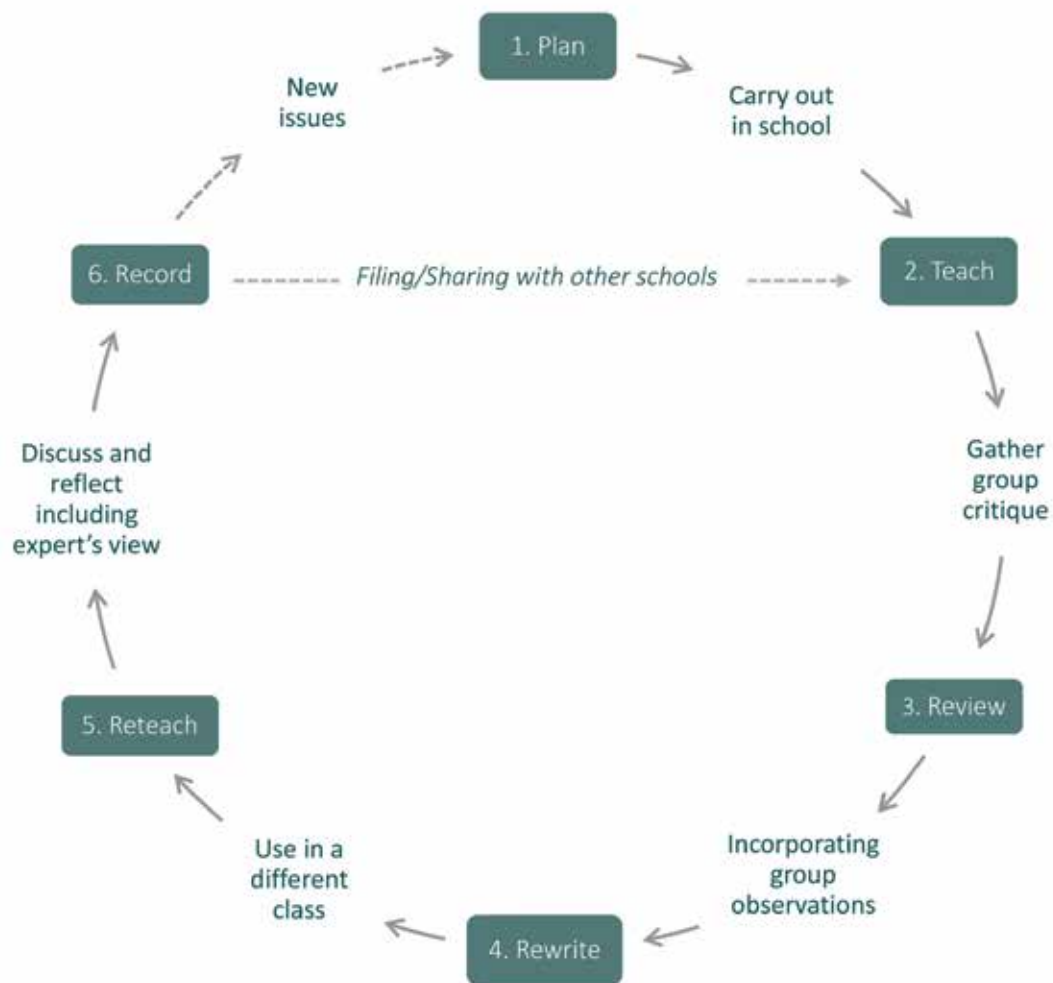 1. Plan
Carry out
in school
2. Teach
Gather
group
critique
3. Review
Incorporating
group
observations
4. Rewrite
Use in a
different
class
5. Reteach
Discuss and
reflect
including
expert’s view
6. Record
New
issues
Filing/Sharing with other schools